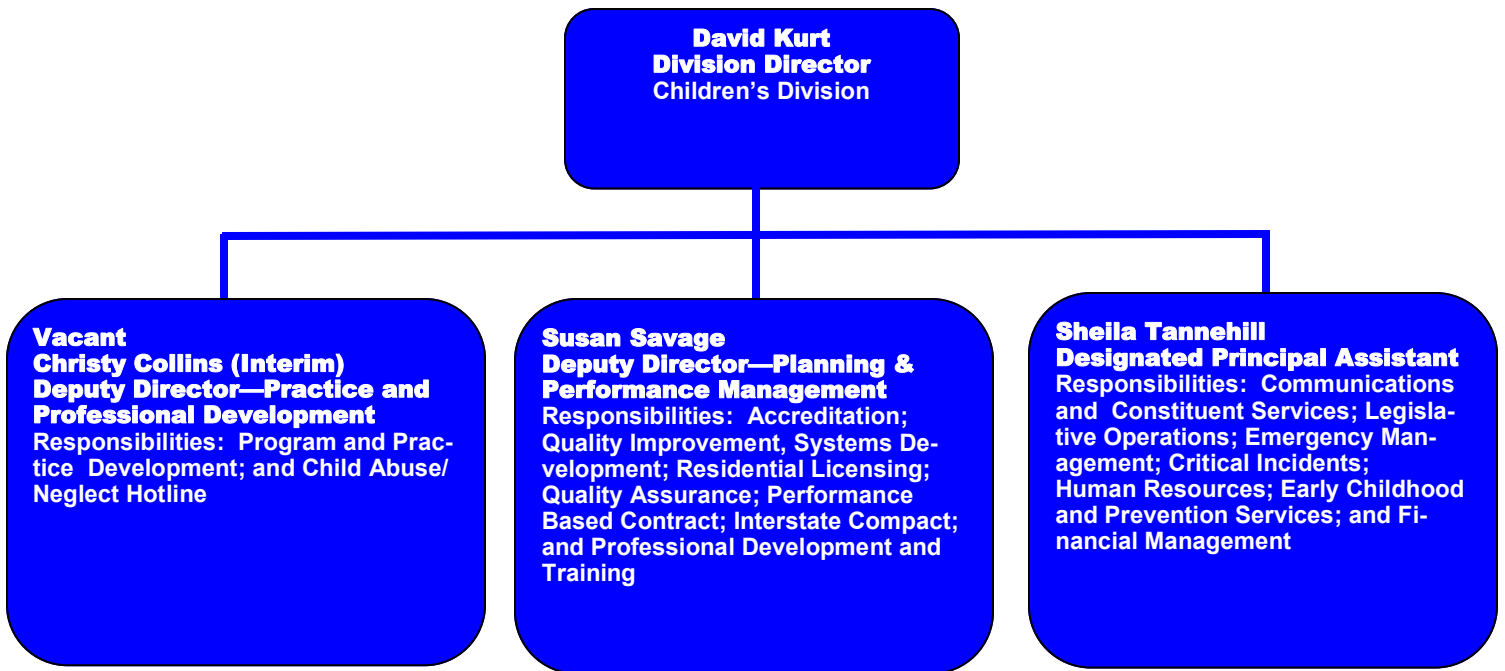 David Kurt
Division Director
Children's Division
Vacant
Christy Collins (Interim)
Deputy Director—Practice and
Professional Development
Responsibilities: Program and Prac-
tice Development; and Child Abuse/
Neglect Hotline
Susan Savage
Deputy Director—Planning &
Performance Management
Responsibilities: Accreditation;
Quality Improvement, Systems De-
velopment; Residential Licensing;
Quality Assurance; Performance
Based Contract; Interstate Compact;
and Professional Development and
Training
Sheila Tannehill
Designated Principal Assistant
Responsibilities: Communications
and Constituent Services; Legisla-
tive Operations; Emergency Man-
agement; Critical Incidents;
Human Resources; Early Childhood
and Prevention Services; and Fi-
nancial Management